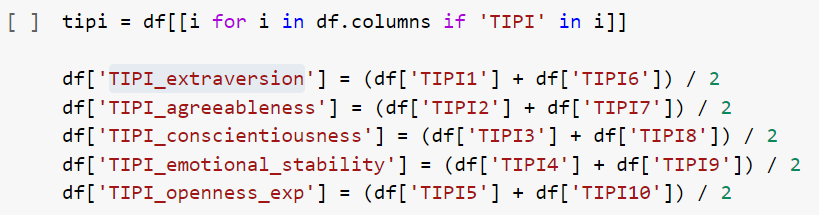 [ ] tipi = df[[i for i in df.columns if 'TIPI' in i]]
df['TIPI_extraversion'] = (df['TIPI1'] + df['TIPI6']) / 2
df['TIPI_agreeableness'] = (df['TIPI2'] + df['TIPI7']) / 2
df['TIPI_conscientiousness'] = (df['TIPI3'] + df['TIPI8']) / 2
df['TIPI_emotional_stability'] = (df['TIPI4'] + df['TIPI9']) / 2
df['TIPI_openness_exp'] = (df['TIPI5'] + df['TIPI10']) / 2